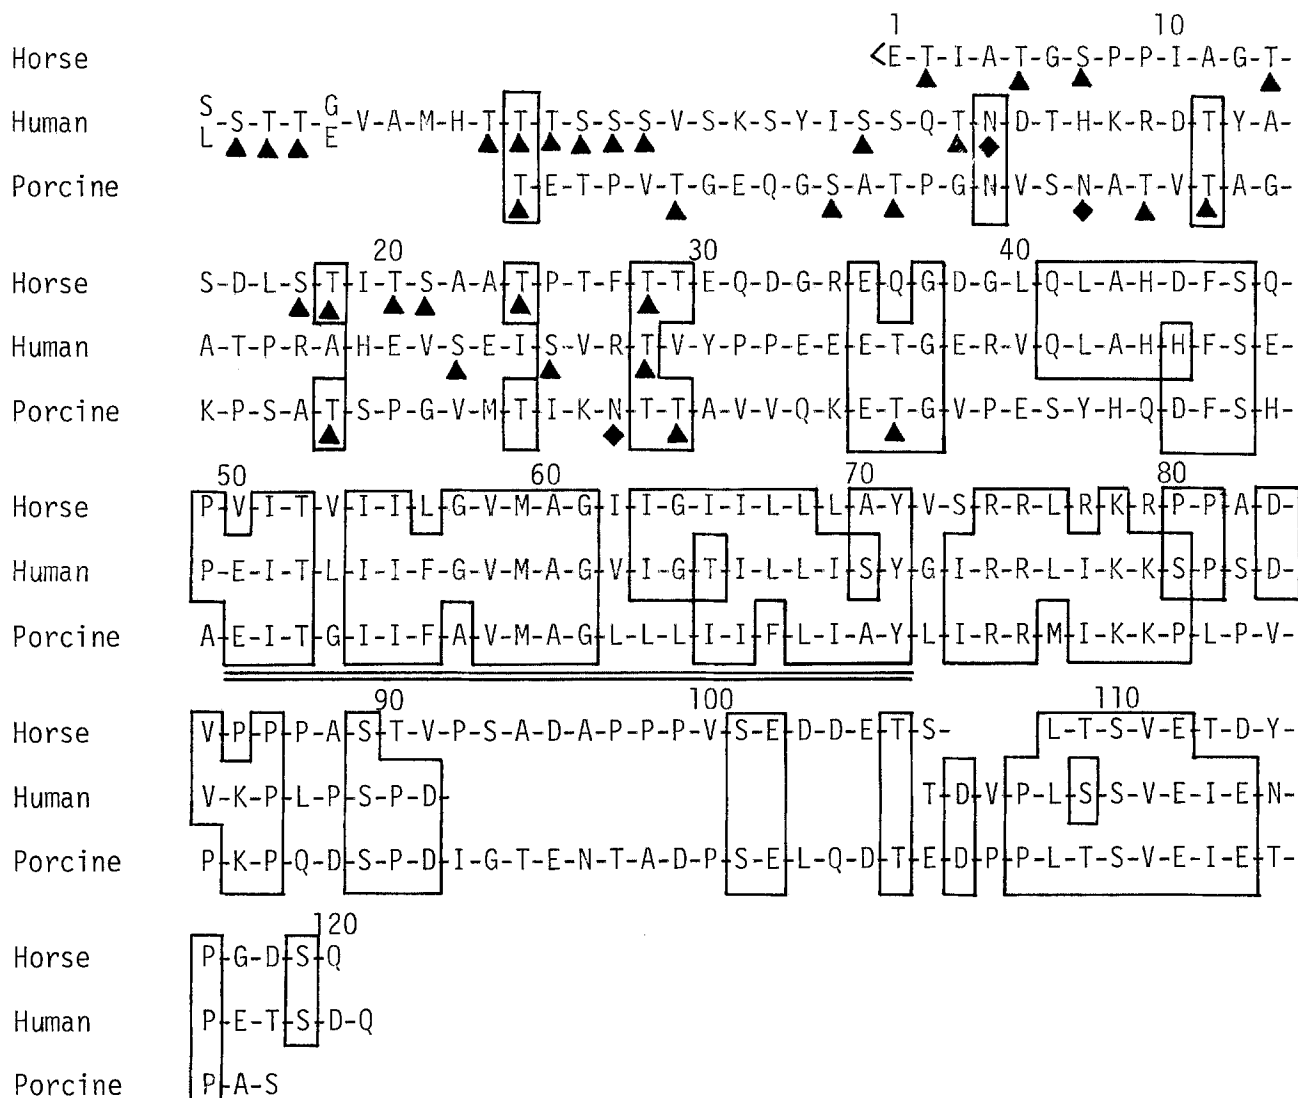 1 10
Horse <E-T-I-A-T-G-S-P-P-I-A-G-T-
S G
Human -S-T-T- -V-A-M-H-T-T-T-S-S-S-V-S-K-S-Y-I-S-S-Q-T-N-D-T-H-K-R-D-T-Y-A-
L E
Porcine T-E-T-P-V-T-G-E-Q-G-S-A-T-P-G-N-V-S-N-A-T-V-T-A-G-
20 30 40
Horse S-D-L-S-T-I-T-S-A-A-T-P-T-F-T-T-E-Q-D-G-R-E-Q-G-D-G-L-Q-L-A-H-D-F-S-Q-
Human A-T-P-R-A-H-E-V-S-E-I-S-V-R-T-V-Y-P-P-E-E-E-T-G-E-R-V-Q-L-A-H-H-F-S-E-
Porcine K-P-S-A-T-S-P-G-V-M-T-I-K-N-T-T-A-V-V-Q-K-E-T-G-V-P-E-S-Y-H-Q-D-F-S-H-
50 60 70 80
Horse P-V-I-T-V-I-I-L-G-V-M-A-G-I-I-G-I-I-L-L-L-A-Y-V-S-R-R-L-R-K-R-P-P-A-D-
Human P-E-I-T-L-I-I-F-G-V-M-A-G-V-I-G-T-I-L-L-I-S-Y-G-I-R-R-L-I-K-K-S-P-S-D-
Porcine A-E-I-T-G-I-I-F-A-V-M-A-G-L-L-L-I-I-F-L-I-A-Y-L-I-R-R-M-I-K-K-P-L-P-V-
90 100 110
Horse V-P-P-P-A-S-T-V-P-S-A-D-A-P-P-P-V-S-E-D-D-E-T-S- L-T-S-V-E-T-D-Y-
Human V-K-P-L-P-S-P-D- T-D-V-P-L-S-S-V-E-I-E-N-
Porcine P-K-P-Q-D-S-P-D-I-G-T-E-N-T-A-D-P-S-E-L-Q-D-T-E-D-P-P-L-T-S-V-E-I-E-T-
120
Horse P-G-D-S-Q
Human P-E-T-S-D-Q
Porcine P-A-S